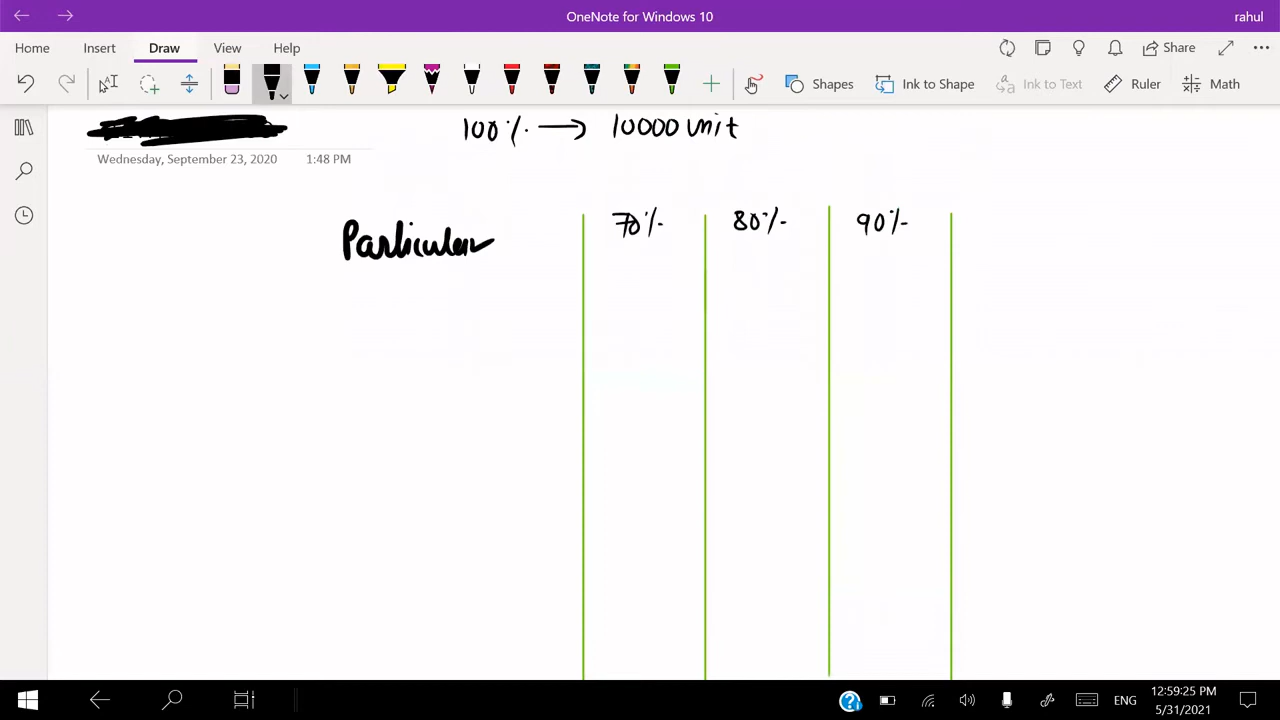 OneNote for Windows 10
rahul
Home Insert Draw View Help
Share
Shapes Ink to Shape Ink to Text Ruler Math
100% → 10000 unit
Wednesday, September 23, 2020 1:48 PM
Particular 70% 80% 90%
ENG
12:59:25 PM
5/31/2021